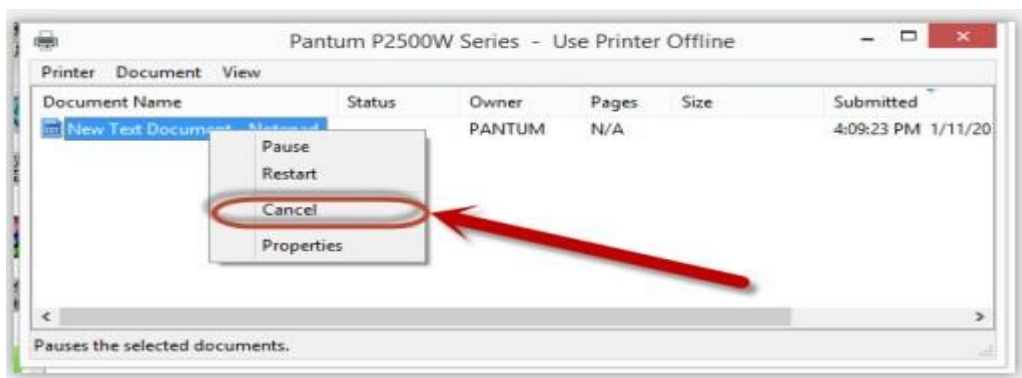 Pantum P2500W Series - Use Printer Offline
Printer Document View
Document Name Status Owner Pages Size Submitted
New Text Document - Notepad PANTUM N/A 4:09:23 PM 1/11/20
Pause
Restart
Cancel
Properties
Pauses the selected documents.